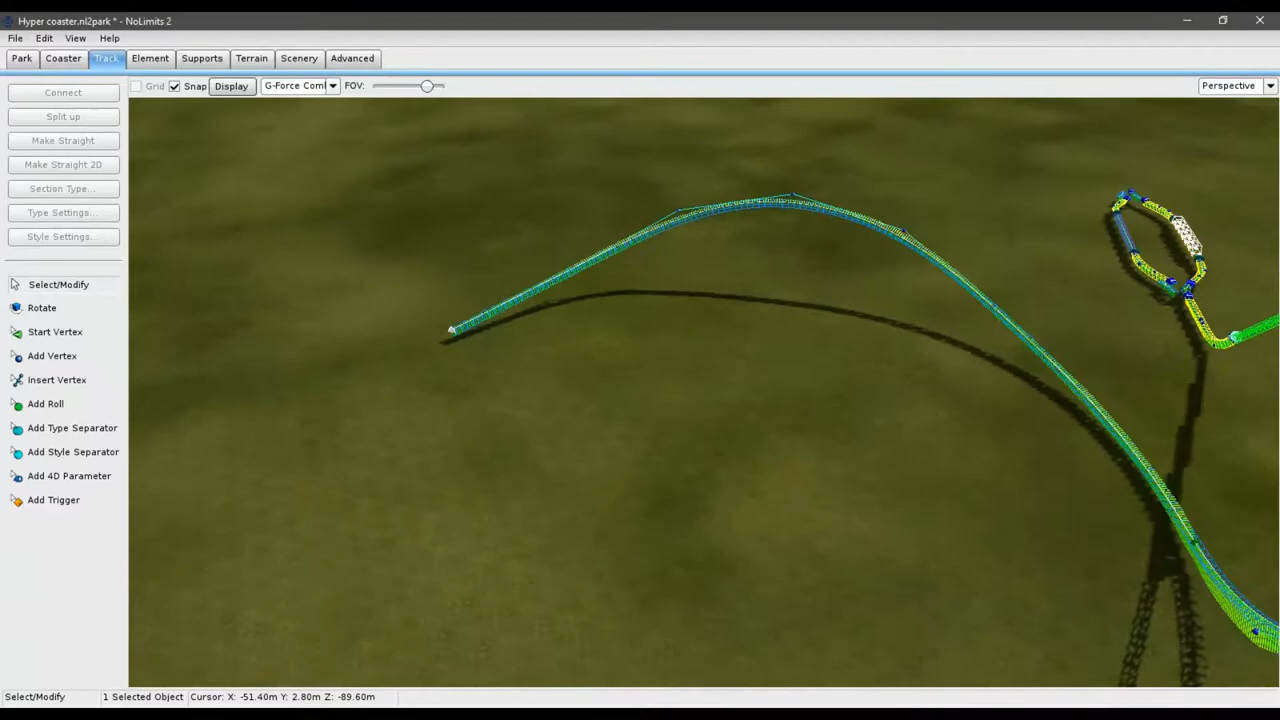 Hyper coaster.nl2park * - NoLimits 2
File Edit View Help
Park Coaster Track Element Supports Terrain Scenery Advanced
Grid Snap Display G-Force Coml FOV: Perspective
Connect
Split up
Make Straight
Make Straight 2D
Section Type...
Type Settings...
Style Settings...
Select/Modify
Rotate
Start Vertex
Add Vertex
Insert Vertex
Add Roll
Add Type Separator
Add Style Separator
Add 4D Parameter
Add Trigger
Select/Modify 1 Selected Object Cursor: X: -51.40m Y: 2.80m Z: -89.60m